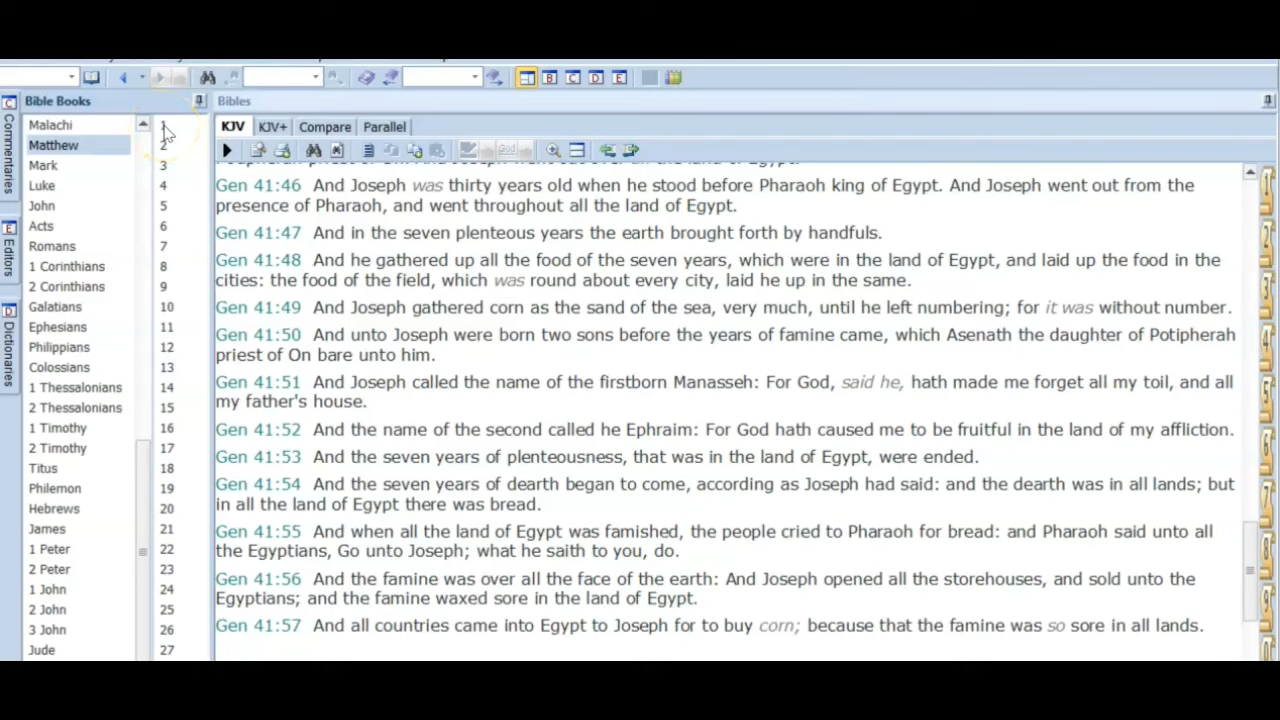 B C D E
Bible Books
Bibles
KJV KJV+ Compare Parallel
C Commentaries
E Editors
D Dictionaries
Malachi
Matthew
Mark
Luke
John
Acts
Romans
1 Corinthians
2 Corinthians
Galatians
Ephesians
Philippians
Colossians
1 Thessalonians
2 Thessalonians
1 Timothy
2 Timothy
Titus
Philemon
Hebrews
James
1 Peter
2 Peter
1 John
2 John
3 John
Jude
1
2
3
4
5
6
7
8
9
10
11
12
13
14
15
16
17
18
19
20
21
22
23
24
25
26
27
Gen 41:46 And Joseph was thirty years old when he stood before Pharaoh king of Egypt. And Joseph went out from the
presence of Pharaoh, and went throughout all the land of Egypt.
Gen 41:47 And in the seven plenteous years the earth brought forth by handfuls.
Gen 41:48 And he gathered up all the food of the seven years, which were in the land of Egypt, and laid up the food in the
cities: the food of the field, which was round about every city, laid he up in the same.
Gen 41:49 And Joseph gathered corn as the sand of the sea, very much, until he left numbering; for it was without number.
Gen 41:50 And unto Joseph were born two sons before the years of famine came, which Asenath the daughter of Potipherah
priest of On bare unto him.
Gen 41:51 And Joseph called the name of the firstborn Manasseh: For God, said he, hath made me forget all my toil, and all
my father's house.
Gen 41:52 And the name of the second called he Ephraim: For God hath caused me to be fruitful in the land of my affliction.
Gen 41:53 And the seven years of plenteousness, that was in the land of Egypt, were ended.
Gen 41:54 And the seven years of dearth began to come, according as Joseph had said: and the dearth was in all lands; but
in all the land of Egypt there was bread.
Gen 41:55 And when all the land of Egypt was famished, the people cried to Pharaoh for bread: and Pharaoh said unto all
the Egyptians, Go unto Joseph; what he saith to you, do.
Gen 41:56 And the famine was over all the face of the earth: And Joseph opened all the storehouses, and sold unto the
Egyptians; and the famine waxed sore in the land of Egypt.
Gen 41:57 And all countries came into Egypt to Joseph for to buy corn; because that the famine was so sore in all lands.